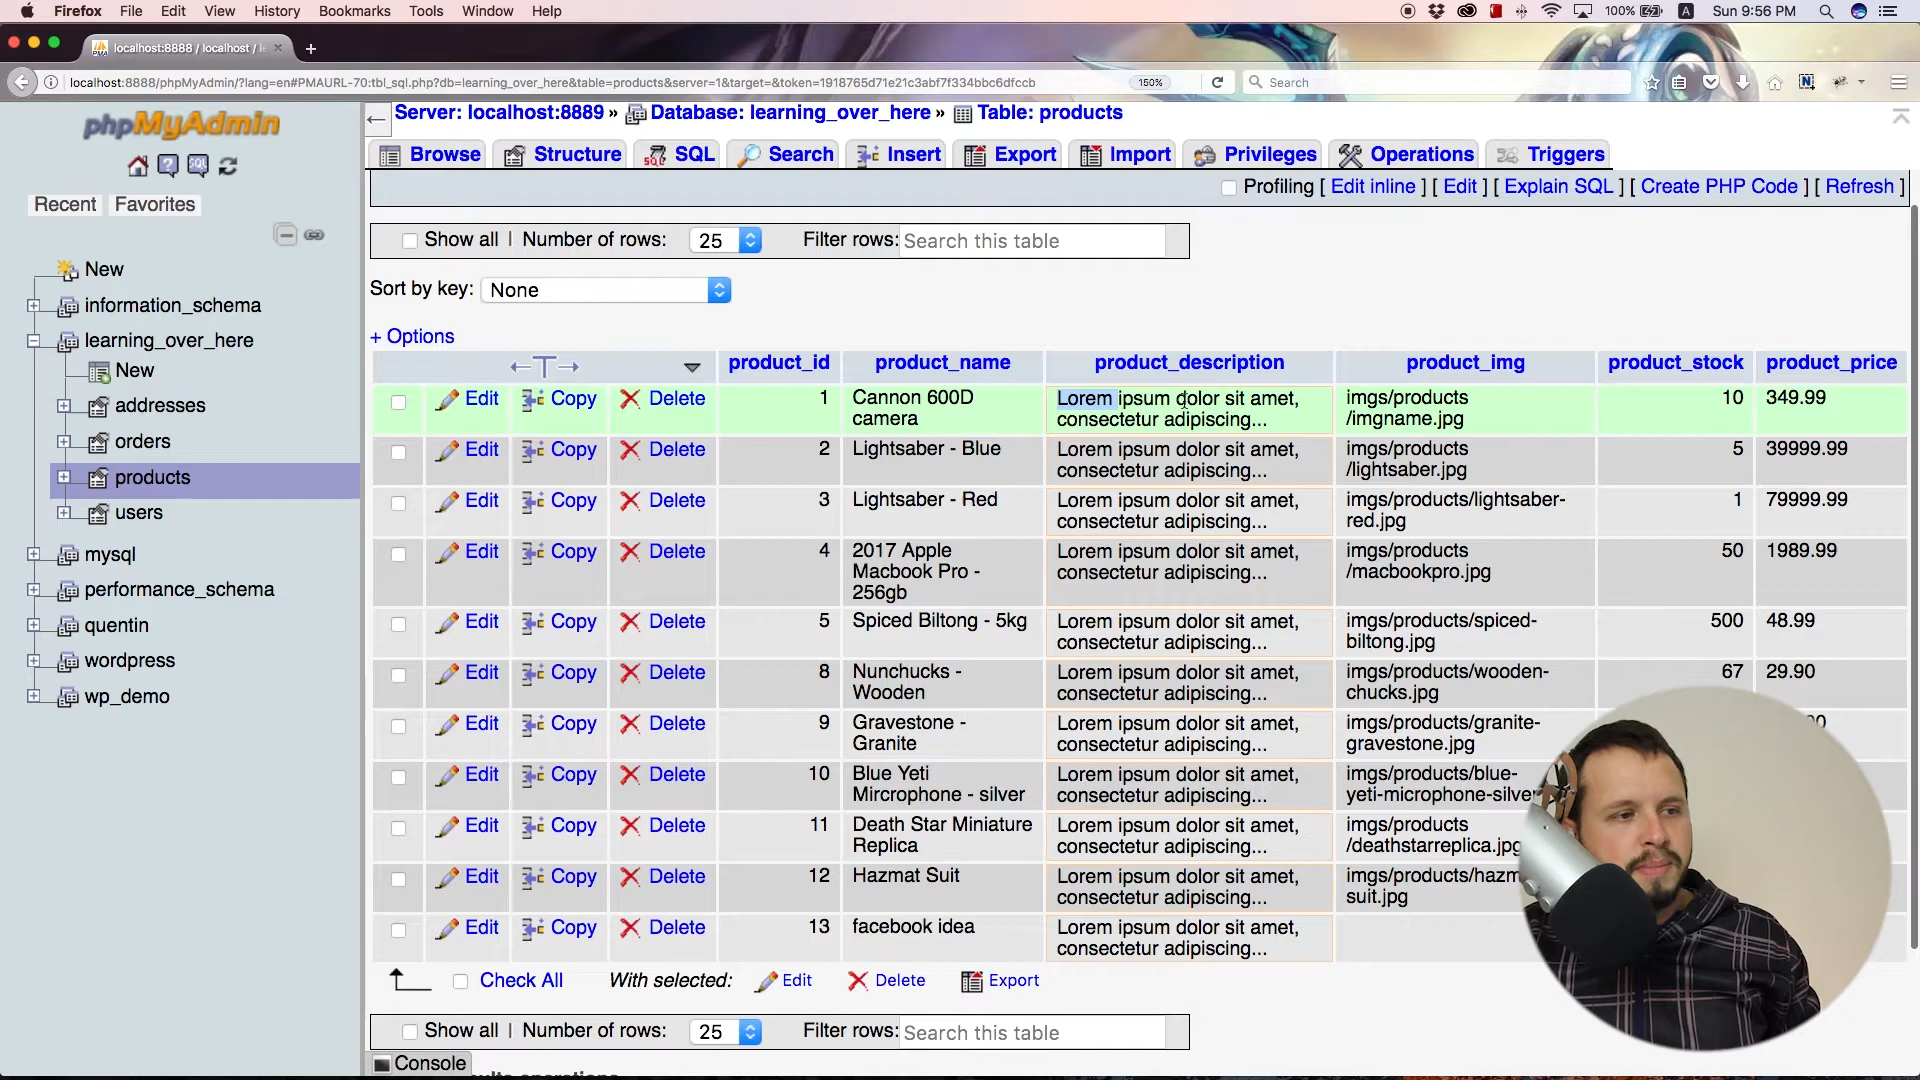 Firefox File Edit View History Bookmarks Tools Window Help 100% A Sun 9:56 PM
localhost:8888 / localhost / l
localhost:8888/phpMyAdmin/?lang=en#PMAURL-70:tbl_sql.php?db=learning_over_here&table=products&server=1&target=&token=1918765d71e21c3abf7f334bbc6dfccb 150% Search
phpMyAdmin
Recent Favorites
New
information_schema
learning_over_here
New
addresses
orders
products
users
mysql
performance_schema
quentin
wordpress
wp_demo
Server: localhost:8889 » Database: learning_over_here » Table: products
Browse Structure SQL Search Insert Export Import Privileges Operations Triggers
Profiling [ Edit inline ] [ Edit ] [ Explain SQL ] [ Create PHP Code ] [ Refresh ]
Show all | Number of rows: 25 Filter rows: Search this table
Sort by key: None
+ Options
←T→ product_id product_name product_description product_img product_stock product_price
Edit Copy Delete 1 Cannon 600D Lorem ipsum dolor sit amet, imgs/products 10 349.99
camera consectetur adipiscing... /imgname.jpg
Edit Copy Delete 2 Lightsaber - Blue Lorem ipsum dolor sit amet, imgs/products 5 39999.99
consectetur adipiscing... /lightsaber.jpg
Edit Copy Delete 3 Lightsaber - Red Lorem ipsum dolor sit amet, imgs/products/lightsaber- 1 79999.99
consectetur adipiscing... red.jpg
Edit Copy Delete 4 2017 Apple Lorem ipsum dolor sit amet, imgs/products 50 1989.99
Macbook Pro - consectetur adipiscing... /macbookpro.jpg
256gb
Edit Copy Delete 5 Spiced Biltong - 5kg Lorem ipsum dolor sit amet, imgs/products/spiced- 500 48.99
consectetur adipiscing... biltong.jpg
Edit Copy Delete 8 Nunchucks - Lorem ipsum dolor sit amet, imgs/products/wooden- 67 29.90
Wooden consectetur adipiscing... chucks.jpg
Edit Copy Delete 9 Gravestone - Lorem ipsum dolor sit amet, imgs/products/granite-
Granite consectetur adipiscing... gravestone.jpg
Edit Copy Delete 10 Blue Yeti Lorem ipsum dolor sit amet, imgs/products/blue-
Mircrophone - silver consectetur adipiscing... yeti-microphone-silver
Edit Copy Delete 11 Death Star Miniature Lorem ipsum dolor sit amet, imgs/products
Replica consectetur adipiscing... /deathstarreplica.jpg
Edit Copy Delete 12 Hazmat Suit Lorem ipsum dolor sit amet, imgs/products/hazm
consectetur adipiscing... suit.jpg
Edit Copy Delete 13 facebook idea Lorem ipsum dolor sit amet,
consectetur adipiscing...
Check All With selected: Edit Delete Export
Show all | Number of rows: 25 Filter rows: Search this table
Console